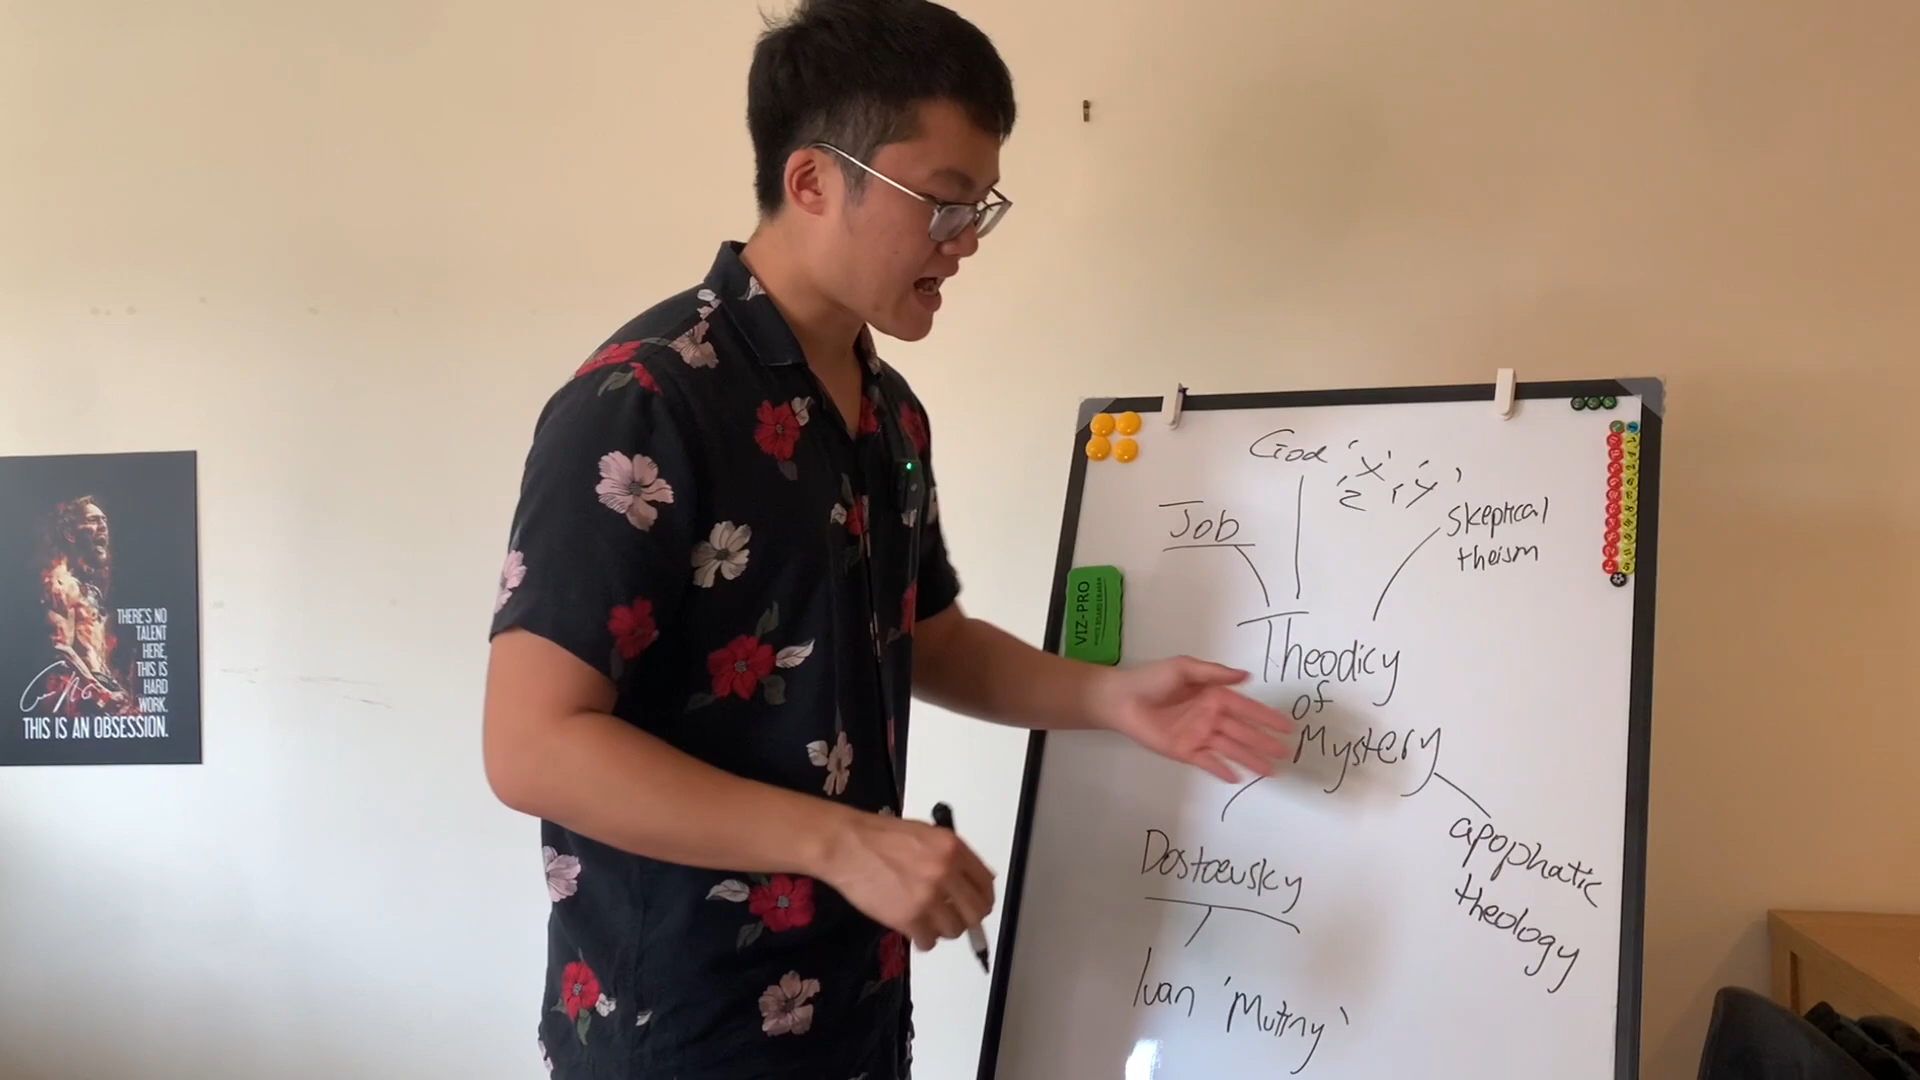 THERE'S NO
TALENT
HERE,
THIS IS
HARD
WORK.
THIS IS AN OBSESSION.
VIZ-PRO
God 'X'
'Z', 'Y'
Job
skeptical
theism
Theodicy
of
Mystery
Dostoevsky
apophatic
theology
Ivan 'Mutiny'